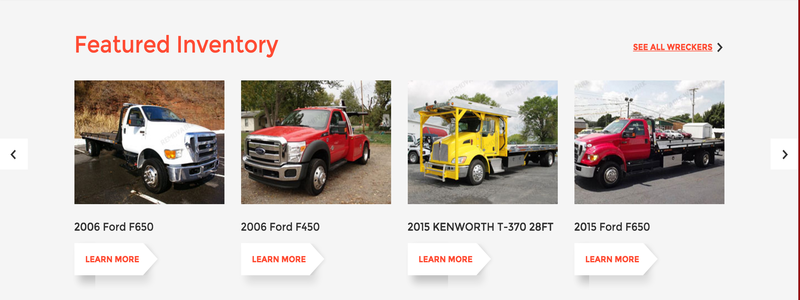 Featured Inventory
SEE ALL WRECKERS
2006 Ford F650
2006 Ford F450
2015 KENWORTH T-370 28FT
2015 Ford F650
LEARN MORE
LEARN MORE
LEARN MORE
LEARN MORE